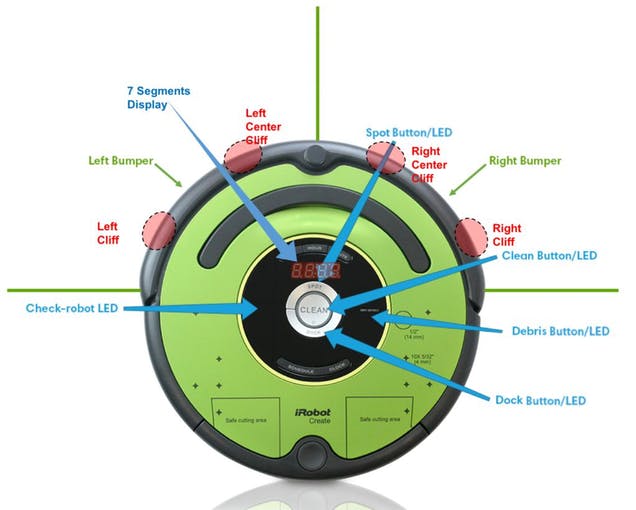 7 Segments
Display
Left
Center
Cliff
Spot Button/LED
Right
Center
Cliff
Left Bumper
Right Bumper
Left
Cliff
Right
Cliff
Clean Button/LED
HOUR
SPOT
Check-robot LED
CLEAN
1/2"
(14 mm)
Debris Button/LED
DOCK
10X 5/32"
(4 mm)
SCHEDULE
CLOCK
Dock Button/LED
iRobot
Create
Safe cutting area
Safe cutting area